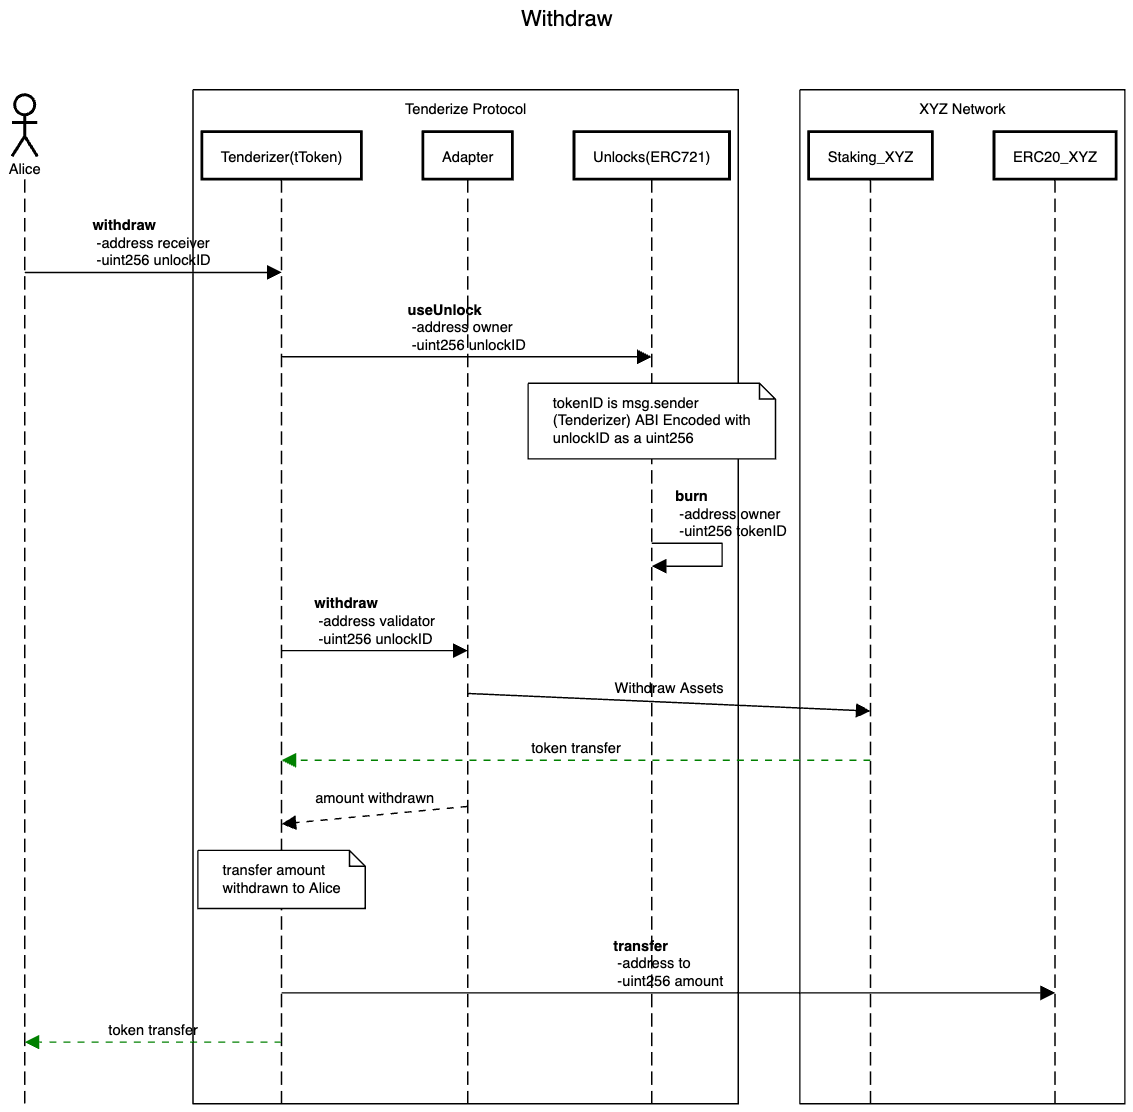 Withdraw
Tenderize Protocol
XYZ Network
Alice
Tenderizer(tToken)
Adapter
Unlocks(ERC721)
Staking_XYZ
ERC20_XYZ
withdraw
-address receiver
-uint256 unlockID
useUnlock
-address owner
-uint256 unlockID
tokenID is msg.sender
(Tenderizer) ABI Encoded with
unlockID as a uint256
burn
-address owner
-uint256 tokenID
withdraw
-address validator
-uint256 unlockID
Withdraw Assets
token transfer
amount withdrawn
transfer amount
withdrawn to Alice
transfer
-address to
-uint256 amount
token transfer